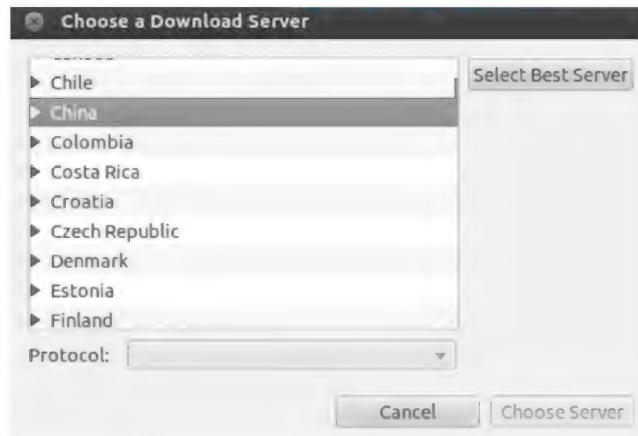 Choose a Download Server
Chile
Select Best Server
China
Colombia
Costa Rica
Croatia
Czech Republic
Denmark
Estonia
Finland
Protocol:
Cancel
Choose Server